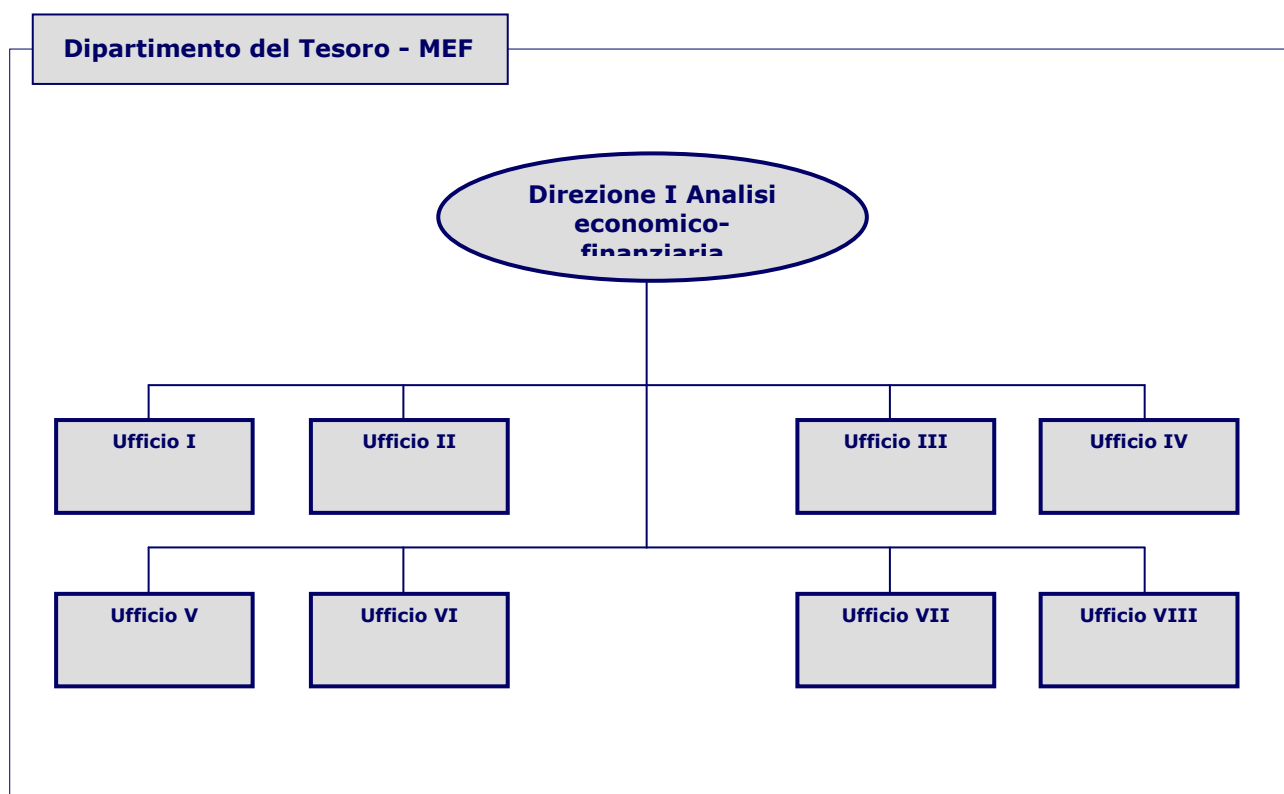 Dipartimento del Tesoro - MEF
Direzione I Analisi
economico-
finanziaria
Ufficio I
Ufficio II
Ufficio III
Ufficio IV
Ufficio V
Ufficio VI
Ufficio VII
Ufficio VIII